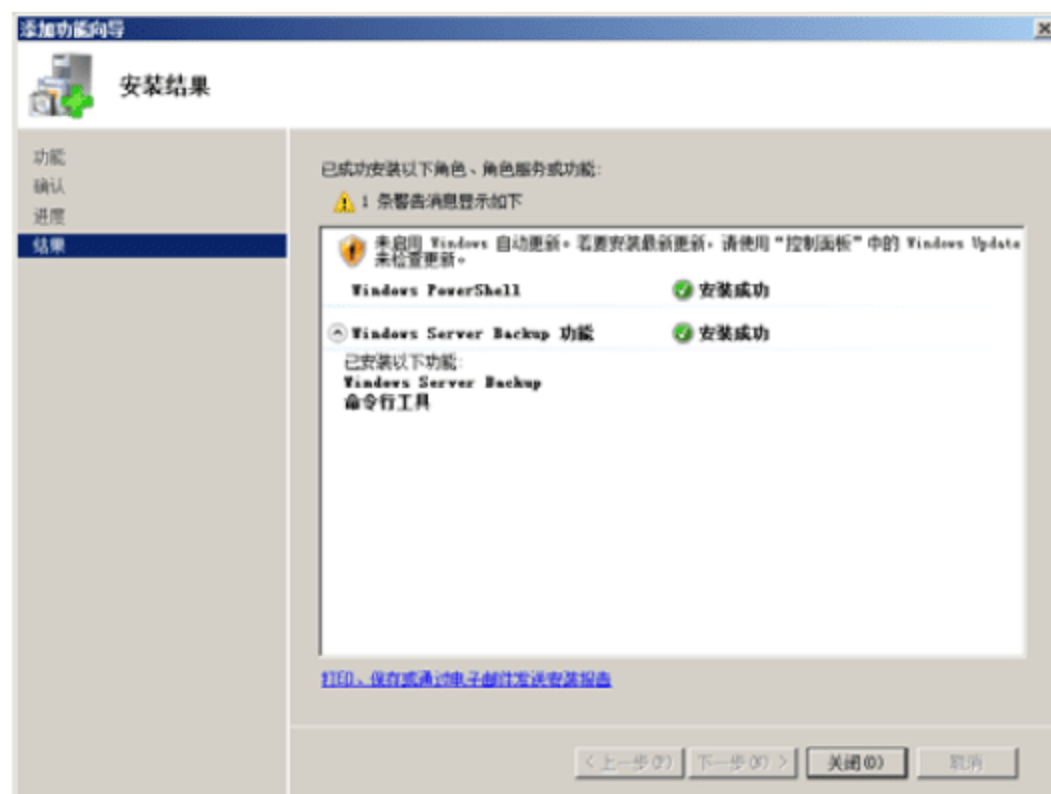 添加功能向导
安装结果
功能
确认
进度
结果
已成功安装以下角色、角色服务或功能:
1 条警告消息显示如下
未启用 Windows 自动更新。若要安装最新更新，请使用“控制面板”中的 Windows Update
来检查更新。
Windows PowerShell 安装成功
Windows Server Backup 功能 安装成功
已安装以下功能:
Windows Server Backup
命令行工具
打印、保存或通过电子邮件发送安装报告
< 上一步(P) 下一步(N) > 关闭(O) 取消